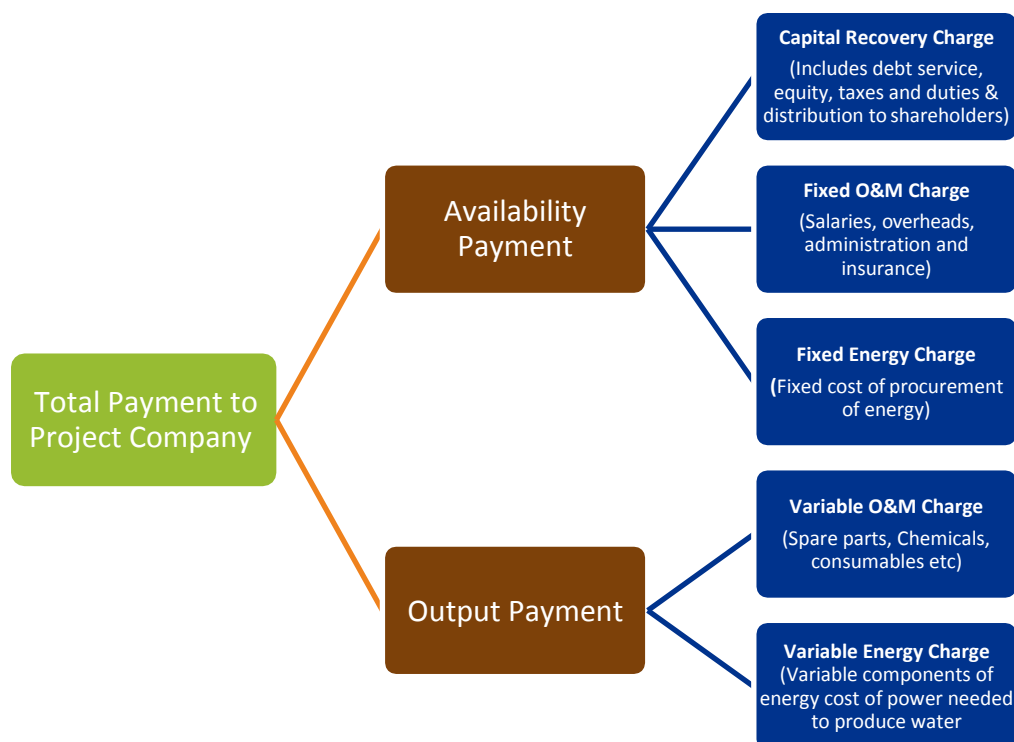 Total Payment to
Project Company
Availability
Payment
Capital Recovery Charge
(Includes debt service,
equity, taxes and duties &
distribution to shareholders)
Fixed O&M Charge
(Salaries, overheads,
administration and
insurance)
Fixed Energy Charge
(Fixed cost of procurement
of energy)
Output Payment
Variable O&M Charge
(Spare parts, Chemicals,
consumables etc)
Variable Energy Charge
(Variable components of
energy cost of power needed
to produce water